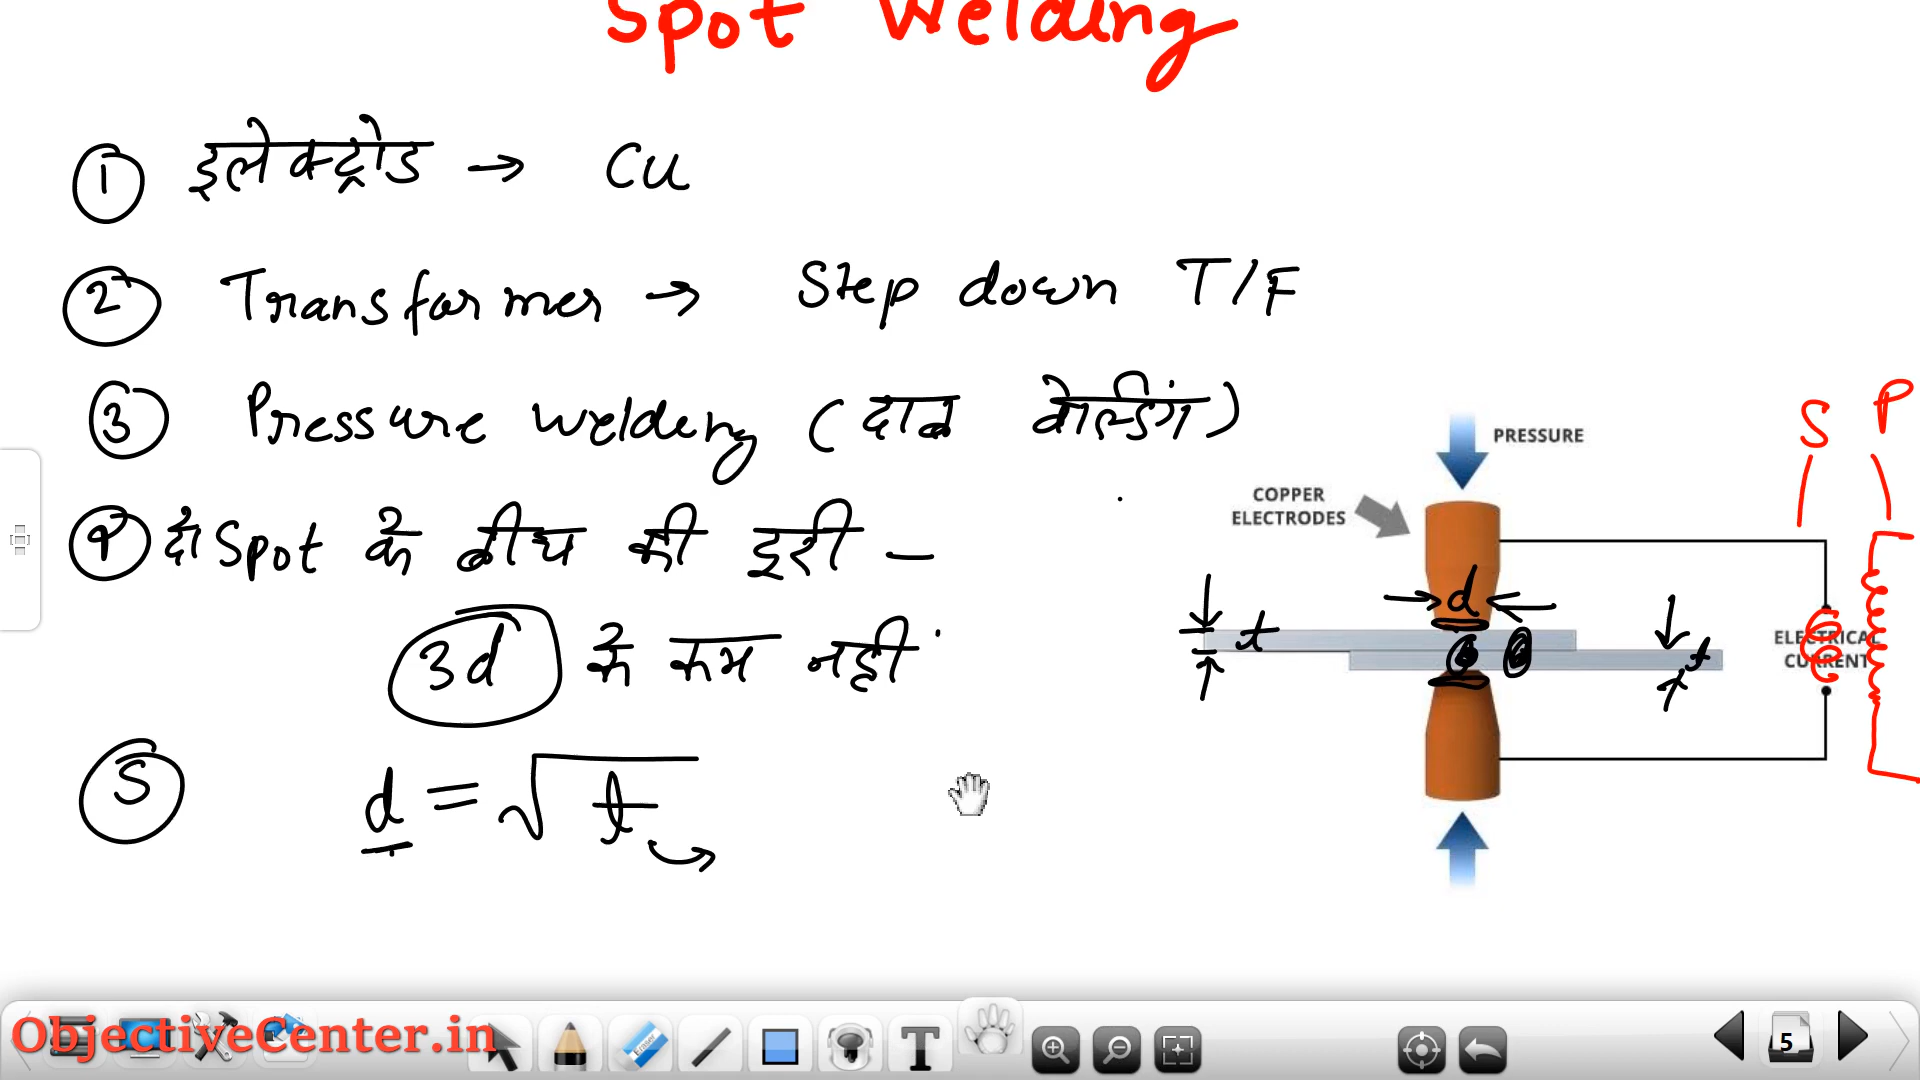 Spot Welding
① इलेक्ट्रोड → Cu
② Transformer → Step down T/F
③ Pressure welding (दाब वेल्डिंग)
④ दो Spot के बीच की दूरी —
3d से कम नहीं
⑤ d = √t
PRESSURE
COPPER
ELECTRODES
S P
d
t
t
ELECTRICAL
CURRENT
ObjectiveCenter.in
Eraser
T
5